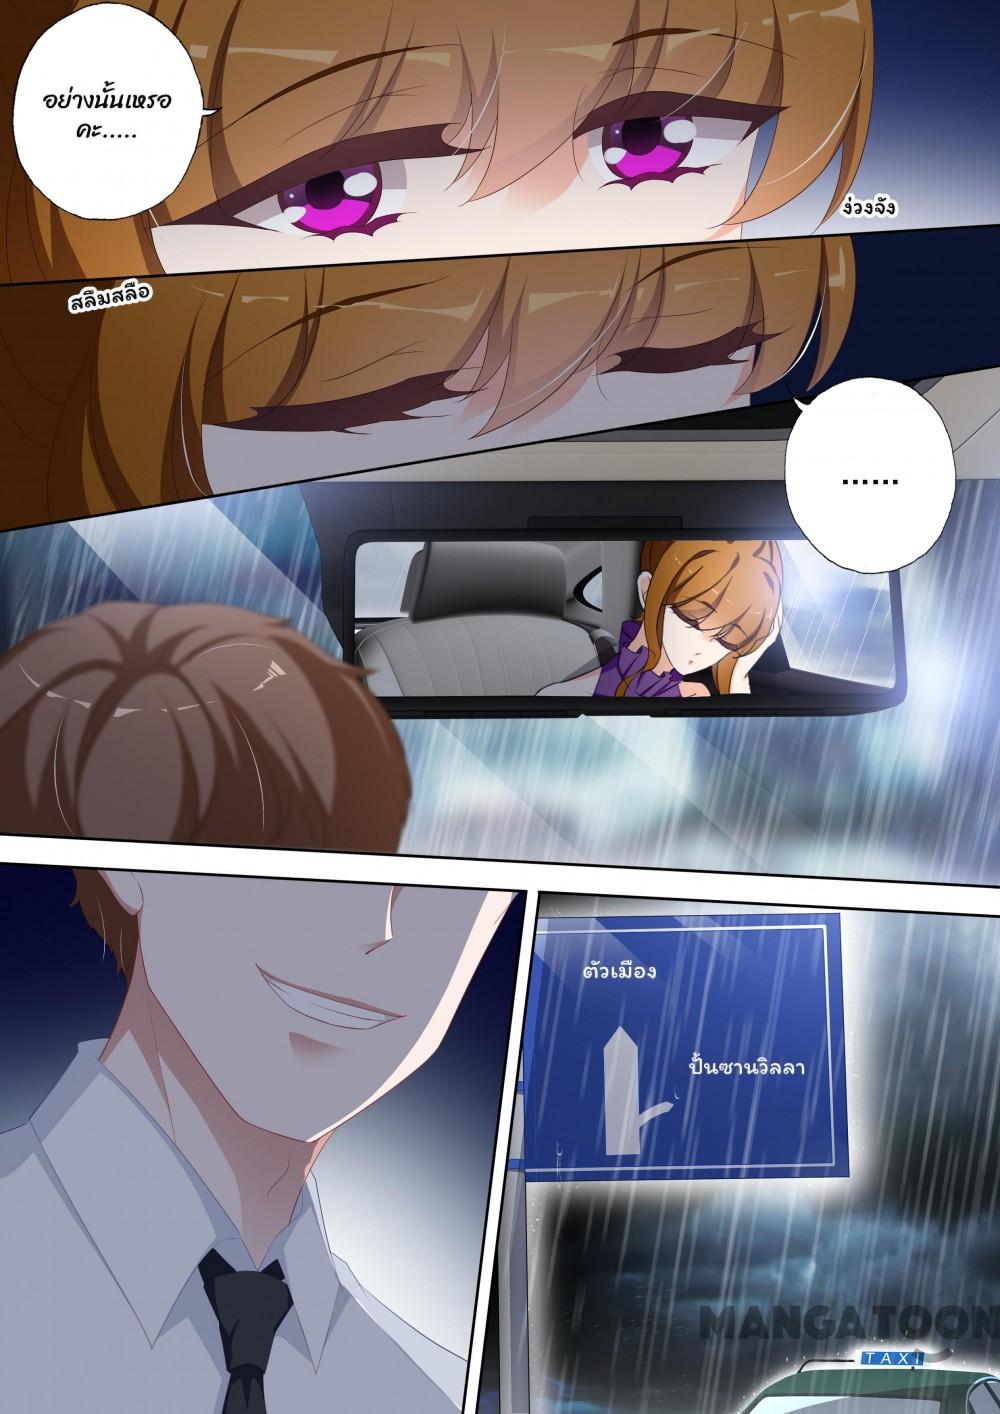 อย่างนั้นเหรอ
คะ.....
ง่วงจัง
สลึมสลือ
......
ตัวเมือง
ปั้นซานวิลลา
MANGATOON
TAXI